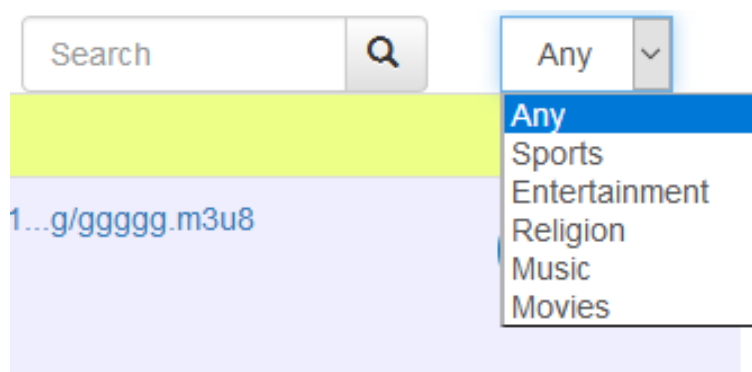 Search
Any
Any
Sports
Entertainment
1...g/ggggg.m3u8
Religion
Music
Movies